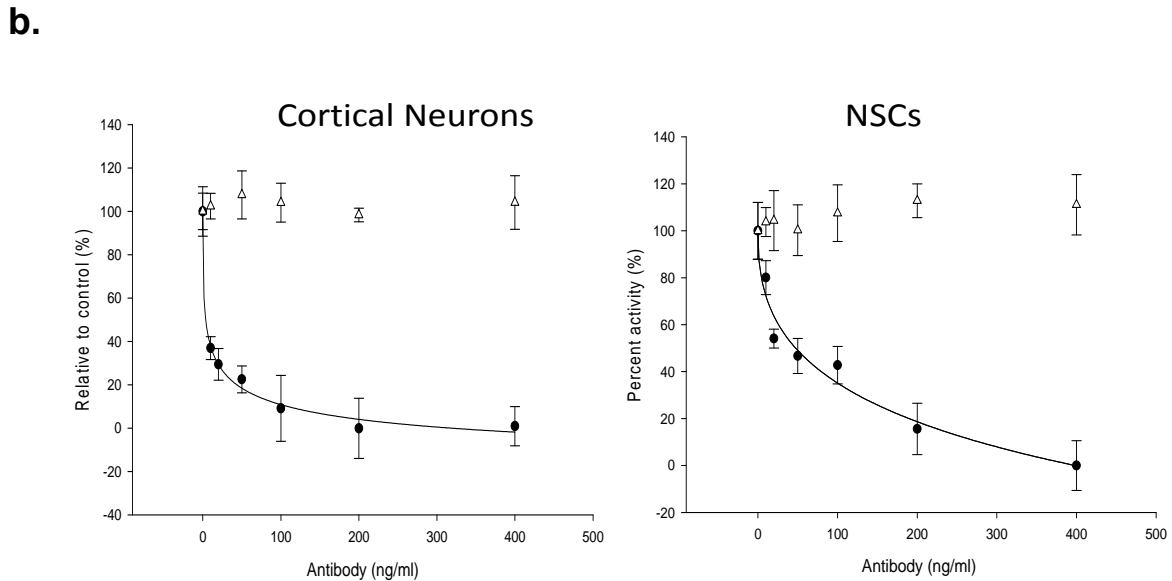 b.
Cortical Neurons
140
120
100
80
60
40
20
0
-20
-40
Relative to control (%)
0 100 200 300 400 500
Antibody (ng/ml)
NSCs
140
120
100
80
60
40
20
0
-20
Percent activity (%)
0 100 200 300 400 500
Antibody (ng/ml)